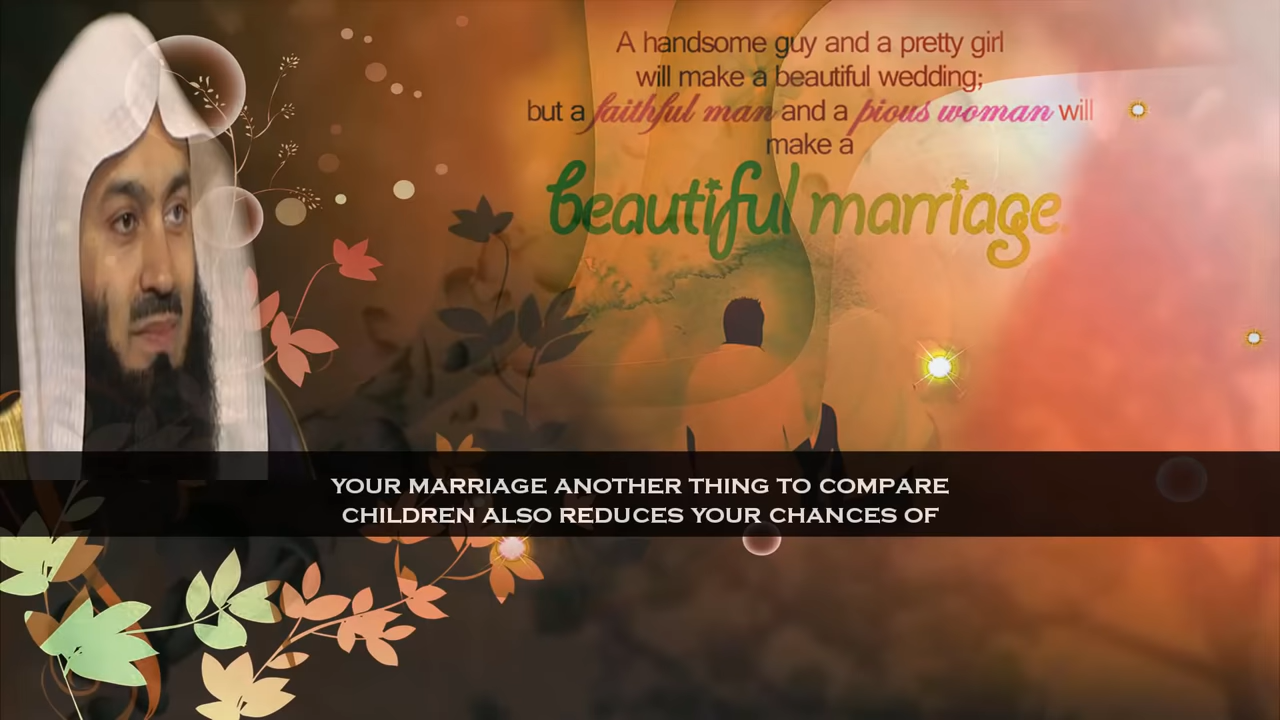 A handsome guy and a pretty girl
will make a beautiful wedding;
but a faithful man and a pious woman will
make a
beautiful marriage.
YOUR MARRIAGE ANOTHER THING TO COMPARE
CHILDREN ALSO REDUCES YOUR CHANCES OF